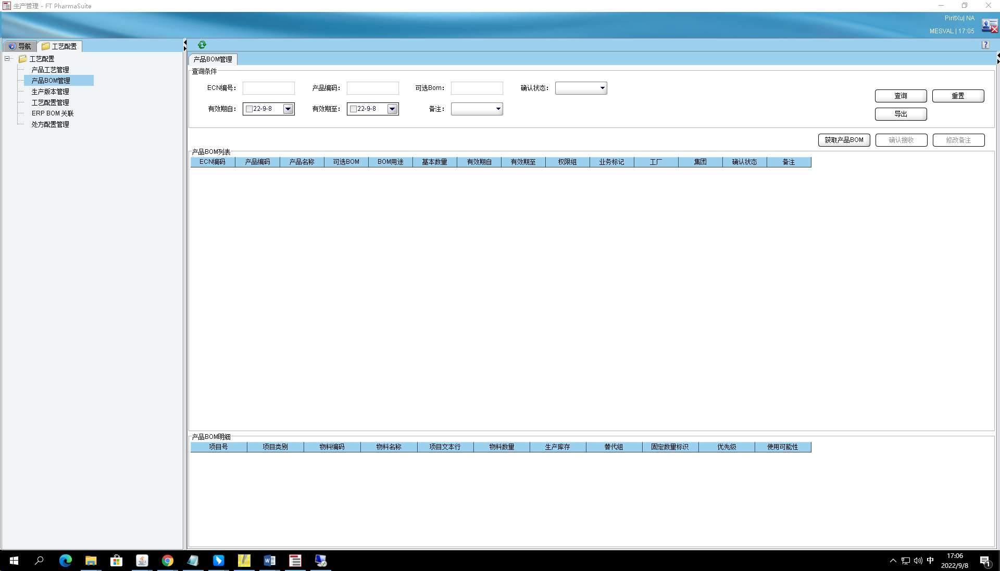 生产管理 - FT PharmaSuite
PiritXu| NA
MESVAL | 17:05
导航
工艺配置
工艺配置
产品工艺管理
产品BOM管理
生产版本管理
工艺配置管理
ERP BOM 关联
处方配置管理
产品BOM管理
查询条件
ECN编号：
产品编码：
可选Bom：
确认状态：
有效期自：
22-9-8
有效期至：
22-9-8
备注：
查询
重置
导出
获取产品BOM
确认接收
修改备注
产品BOM列表
ECN编码 产品编码 产品名称 可选BOM BOM用途 基本数量 有效期自 有效期至 权限组 业务标记 工厂 集团 确认状态 备注
产品BOM明细
项目号 项目类别 物料编码 物料名称 项目文本行 物料数量 生产库存 替代组 固定数量标识 优先级 使用可能性
中
17:06
2022/9/8
1